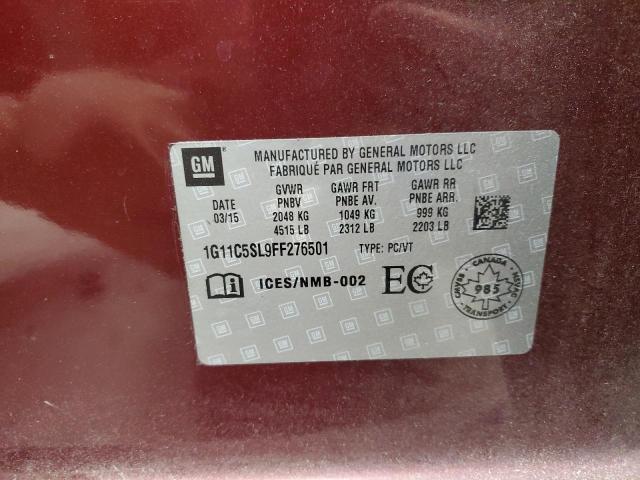 GM
MANUFACTURED BY GENERAL MOTORS LLC
FABRIQUÉ PAR GENERAL MOTORS LLC
DATE
03/15
GVWR
PNBV
2048 KG
4515 LB
GAWR FRT
PNBE AV.
1049 KG
2312 LB
GAWR RR
PNBE ARR.
999 KG
2203 LB
1G11C5SL9FF276501 TYPE: PC/VT
ICES/NMB-002 EC
CANADA
985
TRANSPORT